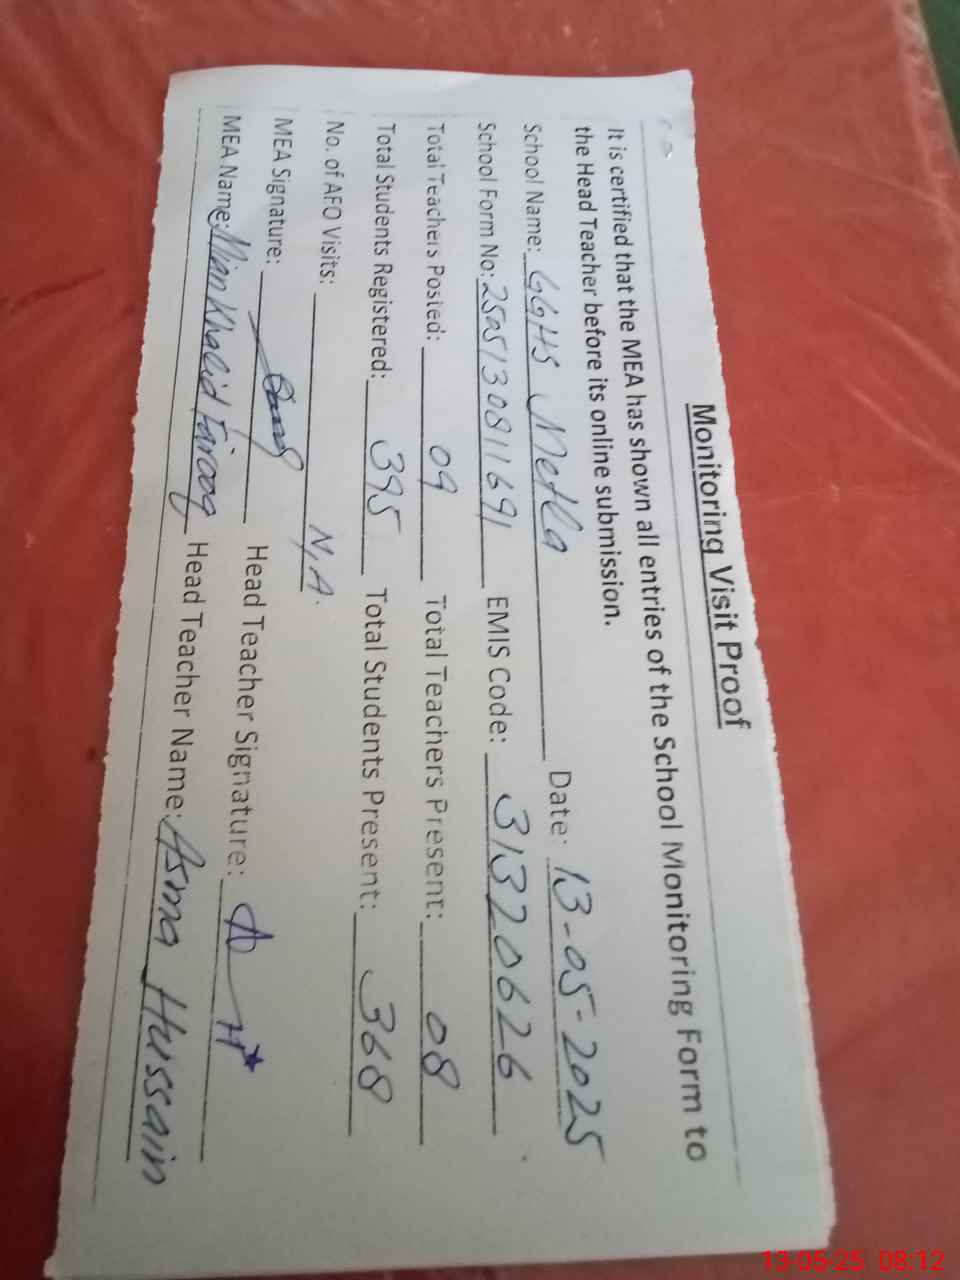 Monitoring Visit Proof
It is certified that the MEA has shown all entries of the School Monitoring Form to
the Head Teacher before its online submission.
School Name: GGHS Metla Date: 13-05-2025
School Form No: 2505130811691 EMIS Code: 31320626
Total Teachers Posted: 09 Total Teachers Present: 08
Total Students Registered: 395 Total Students Present: 368
No. of AEO Visits: N.A.
MEA Signature: Head Teacher Signature:
MEA Name: Mian Khalid Farooq Head Teacher Name: Asma Hussain
13-05-25 08:12